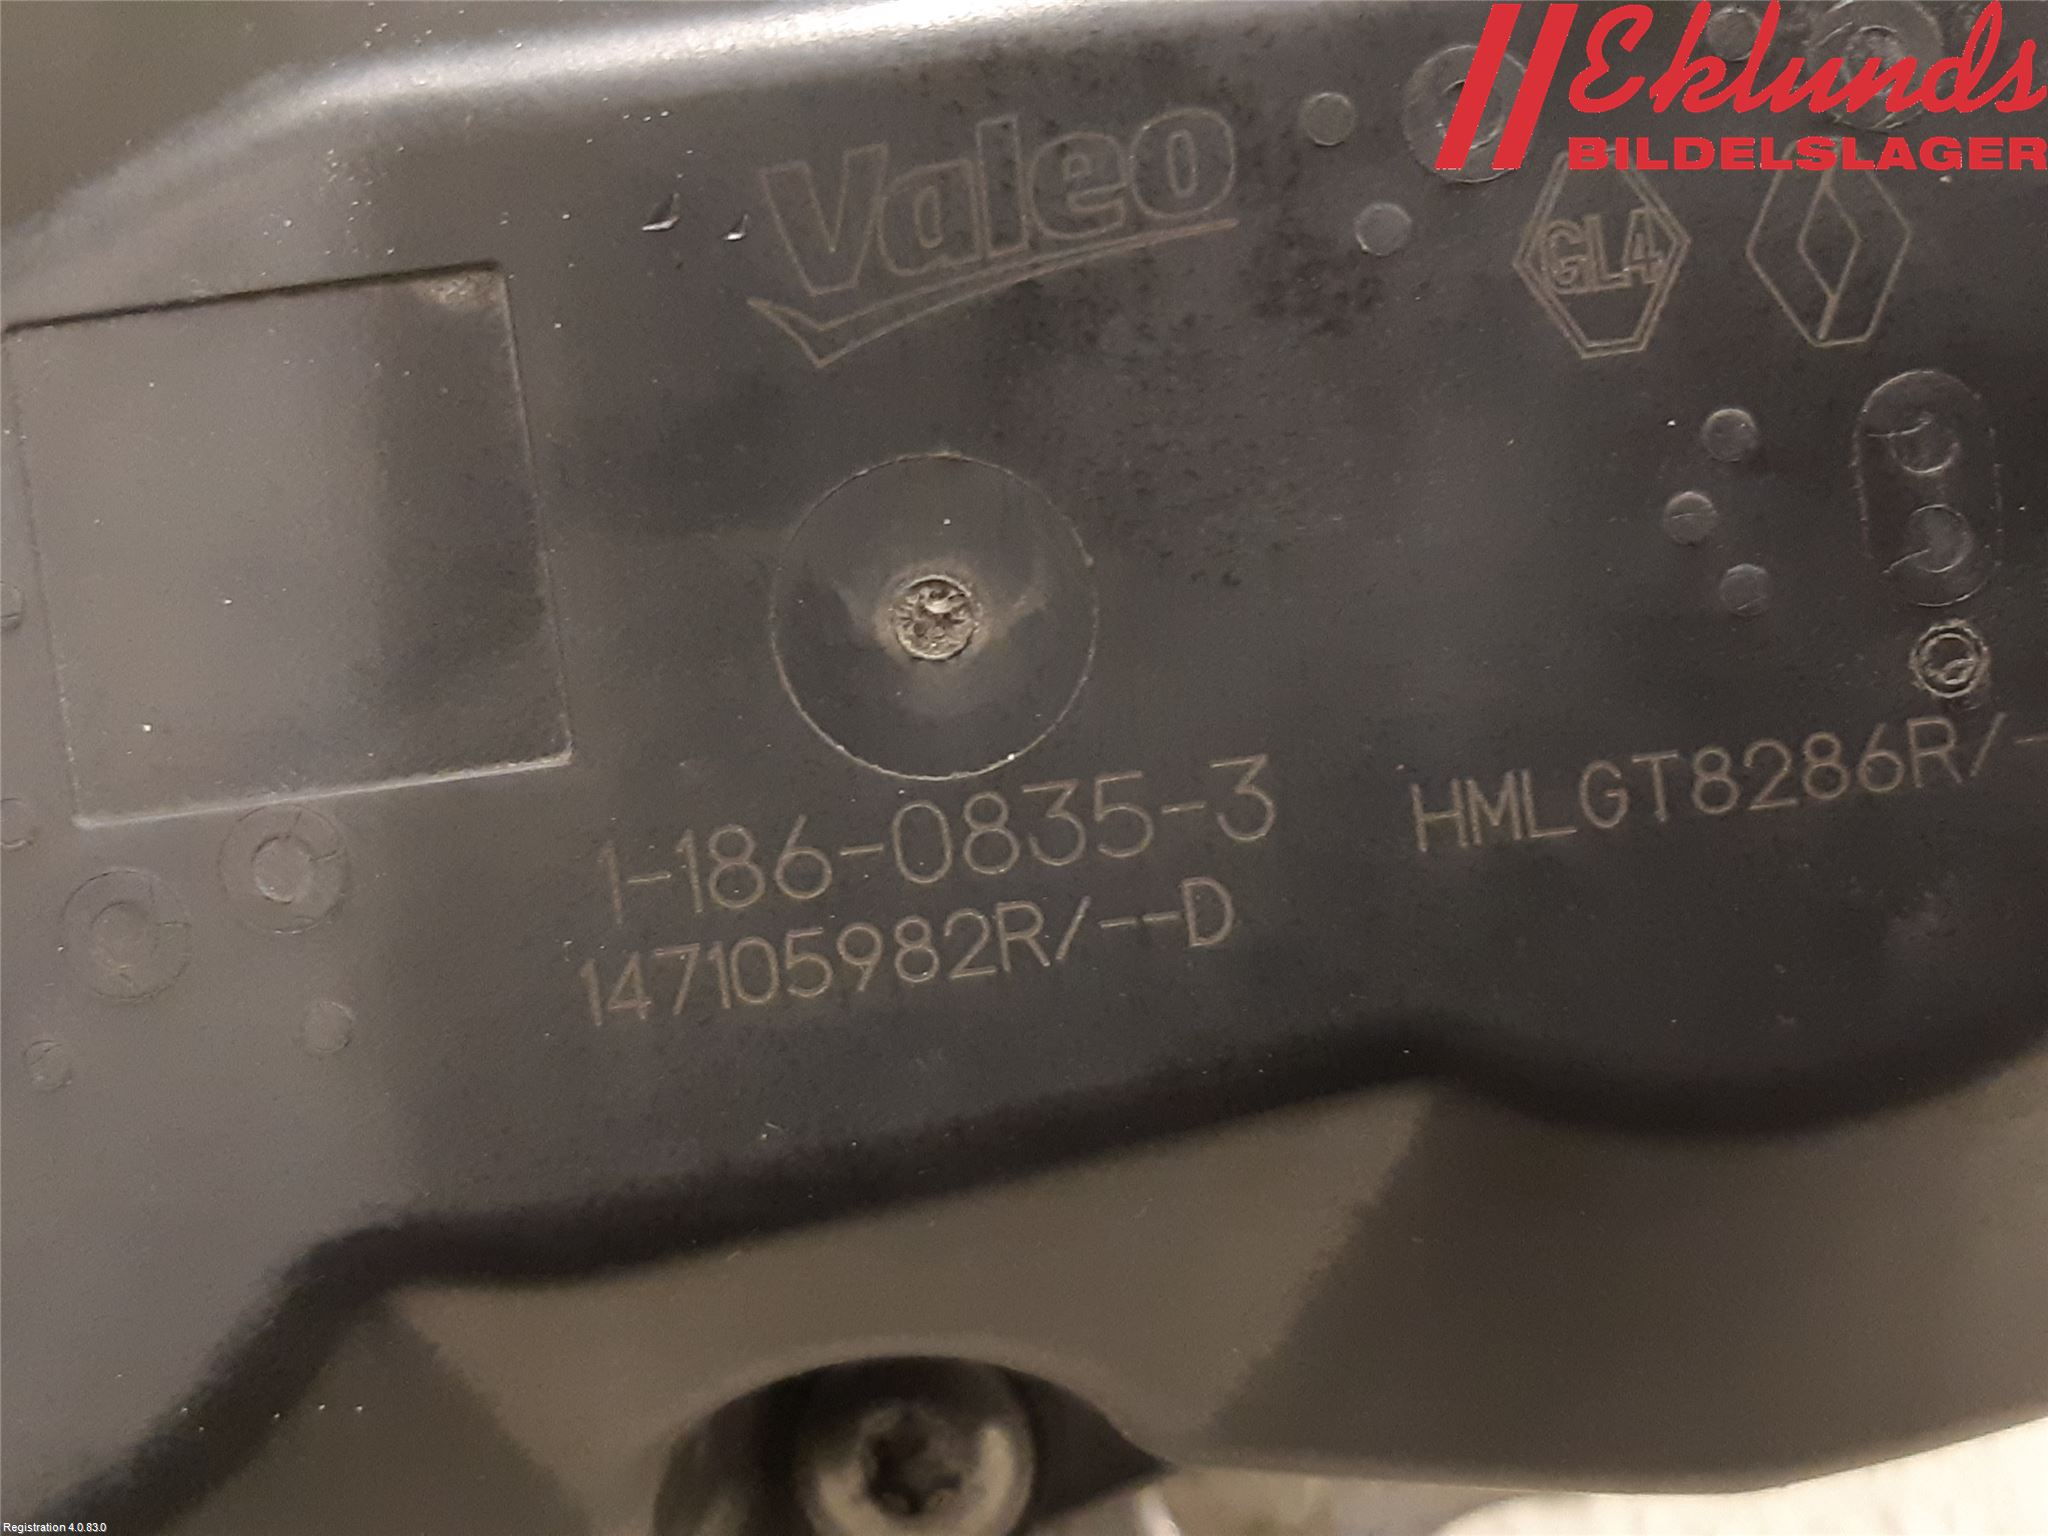 Eklunds
BILDELSLAGER
Valeo
GL4
HMLGT8286R/-
1-186-0835-3
147105982R/--D
Registration 4.0.83.0